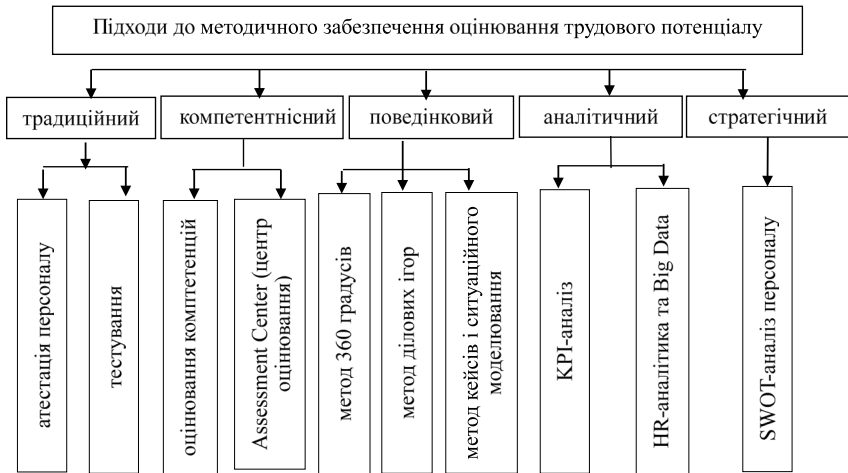 Підходи до методичного забезпечення оцінювання трудового потенціалу
традиційний
компетентнісний
поведінковий
аналітичний
стратегічний
атестація персоналу
тестування
оцінювання комптетенцій
Assessment Center (центр
оцінювання)
метод 360 градусів
метод ділових ігор
метод кейсів і ситуаційного
моделювання
KPI-аналіз
HR-аналітика та Big Data
SWOT-аналіз персоналу